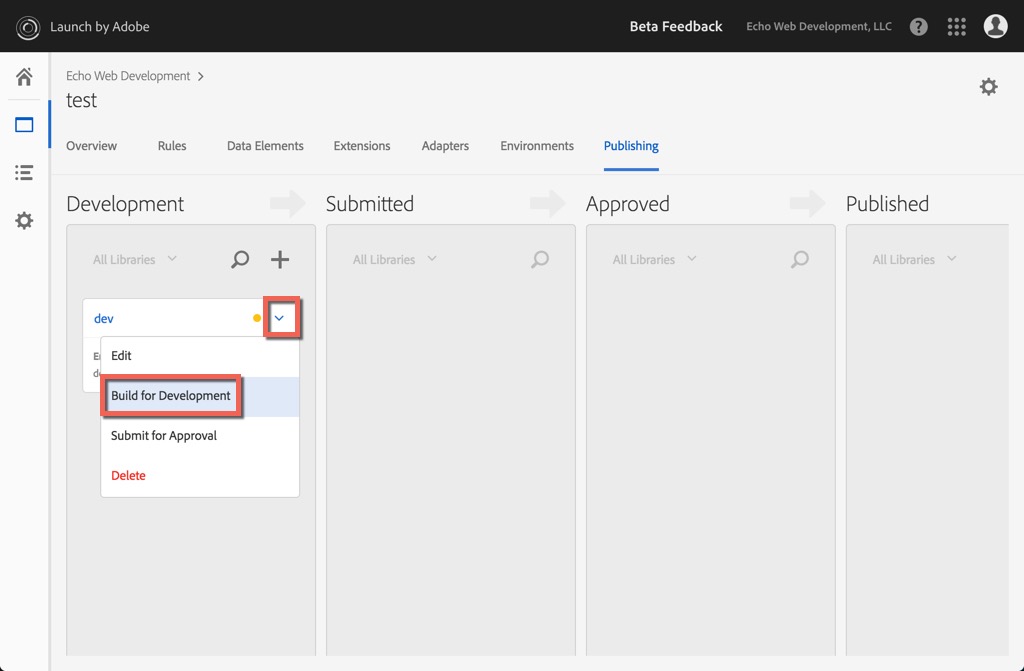 Launch by Adobe
Beta Feedback
Echo Web Development, LLC
Echo Web Development
test
Overview Rules Data Elements Extensions Adapters Environments Publishing
Development
Submitted
Approved
Published
All Libraries
All Libraries
All Libraries
All Libraries
dev
Edit
Build for Development
Submit for Approval
Delete